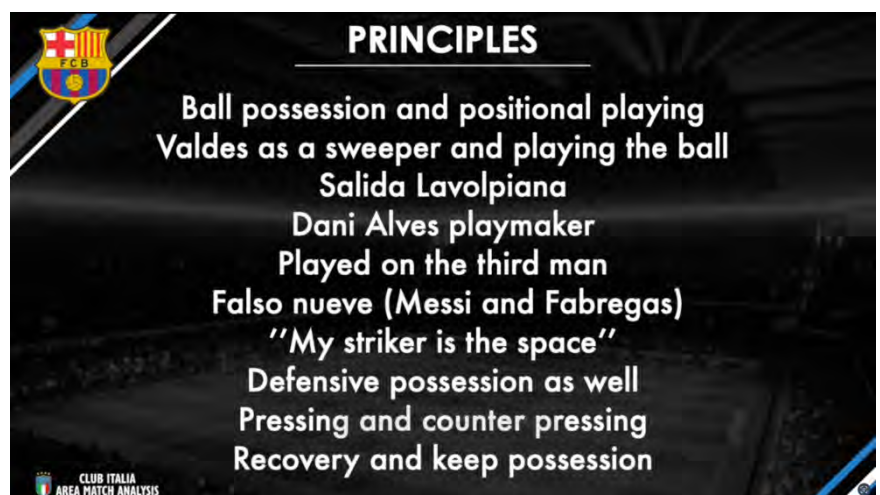 PRINCIPLES
FCB
Ball possession and positional playing
Valdes as a sweeper and playing the ball
Salida Lavolpiana
Dani Alves playmaker
Played on the third man
Falso nueve (Messi and Fabregas)
’’My striker is the space’’
Defensive possession as well
Pressing and counter pressing
Recovery and keep possession
CLUB ITALIA
AREA MATCH ANALYSIS